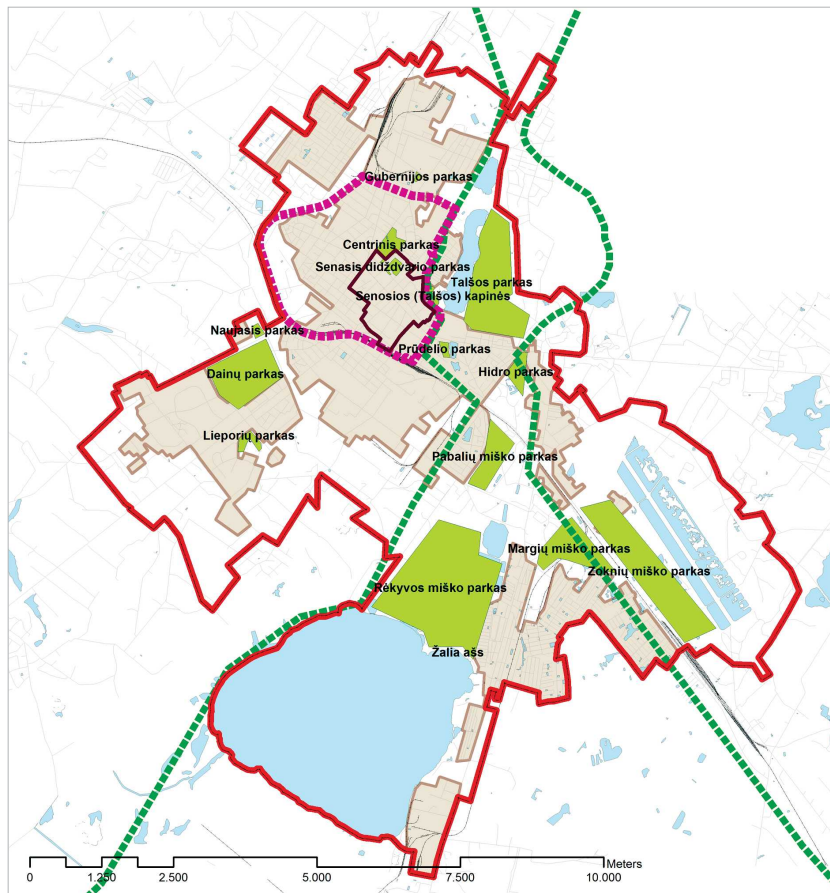 Gubernijos parkas
Centrinis parkas
Senasis didždvario parkas
Talšos parkas
Senosios (Talšos) kapinės
Naujasis parkas
Prūdelio parkas
Dainų parkas
Hidro parkas
Lieporių parkas
Pabalių miško parkas
Margių miško parkas
Zoknių miško parkas
Rėkyvos miško parkas
Žalia ašs
Meters
0 1.250 2.500 5.000 7.500 10.000